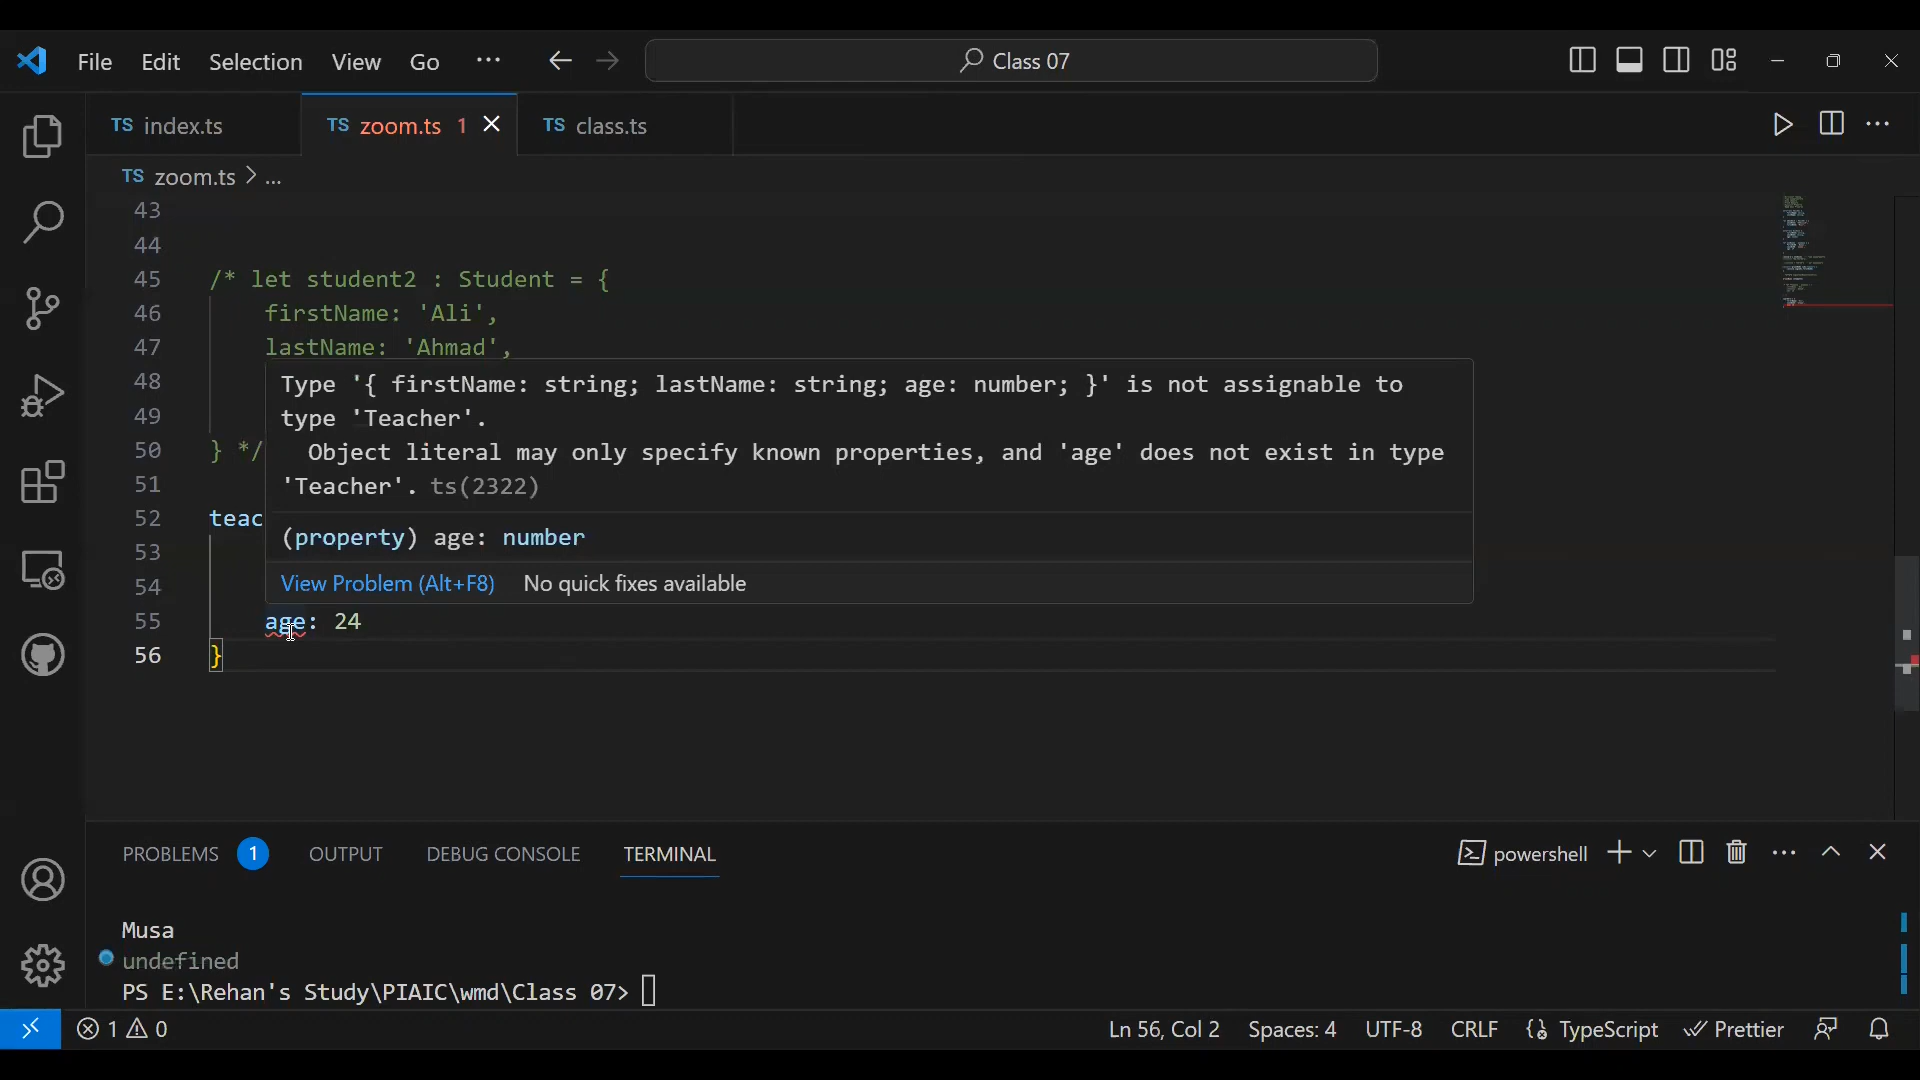 File Edit Selection View Go ... Class 07
TS index.ts TS zoom.ts 1 TS class.ts
TS zoom.ts > ...
43
44
45 /* let student2 : Student = {
46 firstName: 'Ali',
47 lastName: 'Ahmad',
48
49
50 } */
51
52 teac
53
54
55 age: 24
56 }
Type '{ firstName: string; lastName: string; age: number; }' is not assignable to
type 'Teacher'.
Object literal may only specify known properties, and 'age' does not exist in type
'Teacher'. ts(2322)
(property) age: number
View Problem (Alt+F8) No quick fixes available
PROBLEMS 1 OUTPUT DEBUG CONSOLE TERMINAL powershell
Musa
undefined
PS E:\Rehan's Study\PIAIC\wmd\Class 07>
1 0 Ln 56, Col 2 Spaces: 4 UTF-8 CRLF {} TypeScript Prettier